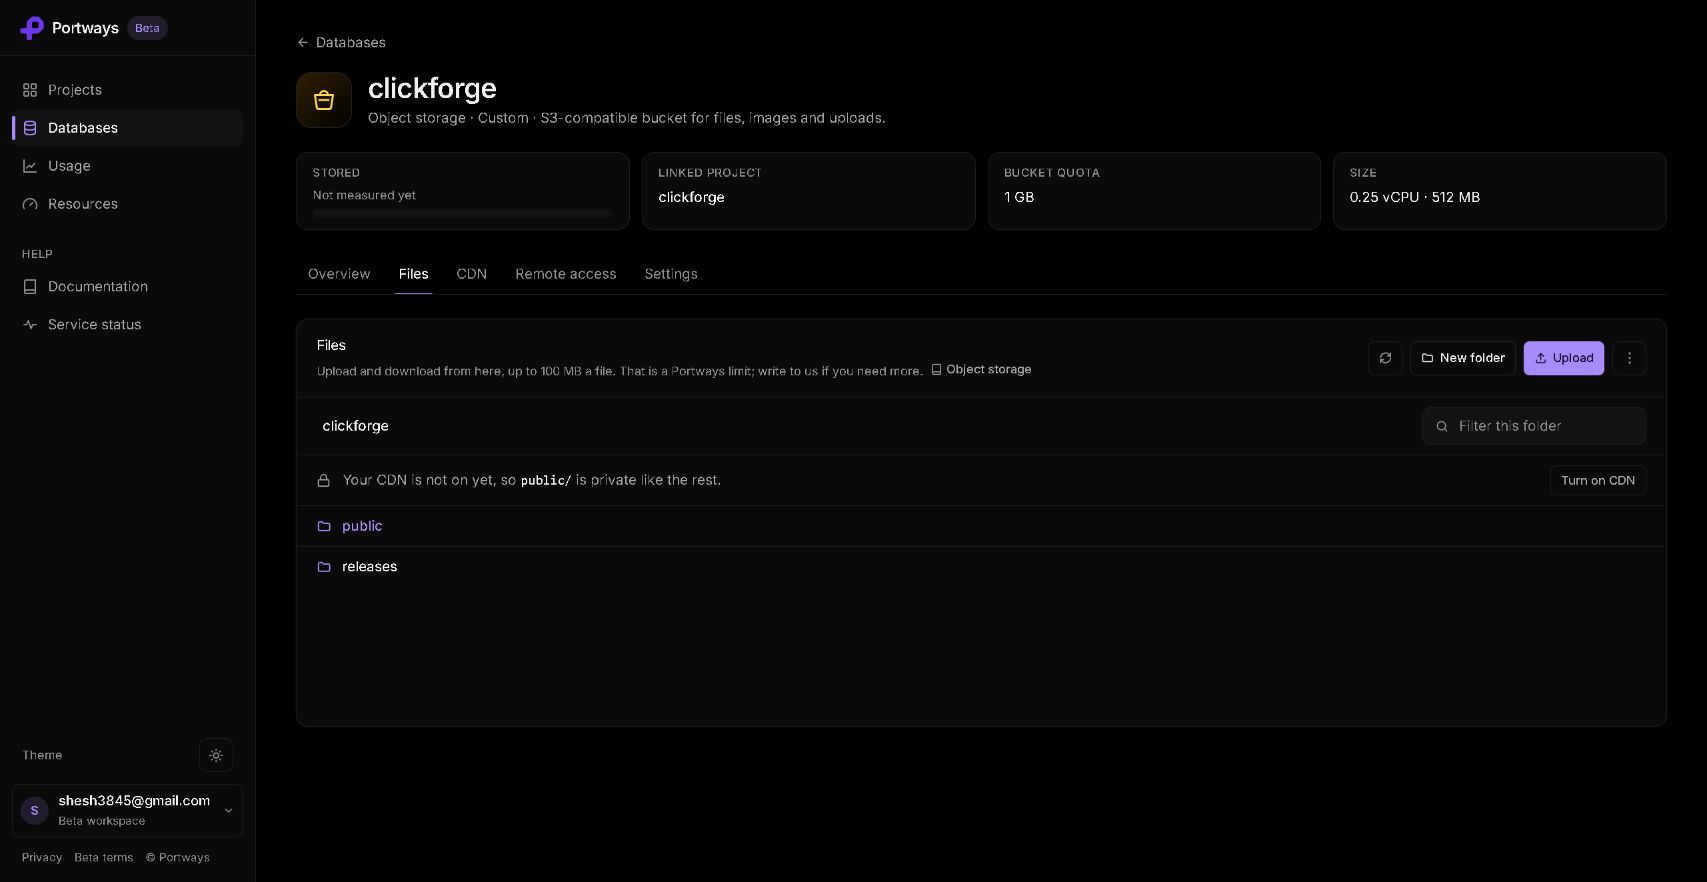 Portways Beta
Projects
Databases
Usage
Resources
HELP
Documentation
Service status
Theme
S
shesh3845@gmail.com
Beta workspace
Privacy Beta terms © Portways
← Databases
clickforge
Object storage · Custom · S3-compatible bucket for files, images and uploads.
STORED
Not measured yet
LINKED PROJECT
clickforge
BUCKET QUOTA
1 GB
SIZE
0.25 vCPU · 512 MB
Overview Files CDN Remote access Settings
Files
Upload and download from here, up to 100 MB a file. That is a Portways limit; write to us if you need more. Object storage
New folder Upload
clickforge
Filter this folder
Your CDN is not on yet, so public/ is private like the rest.
Turn on CDN
public
releases